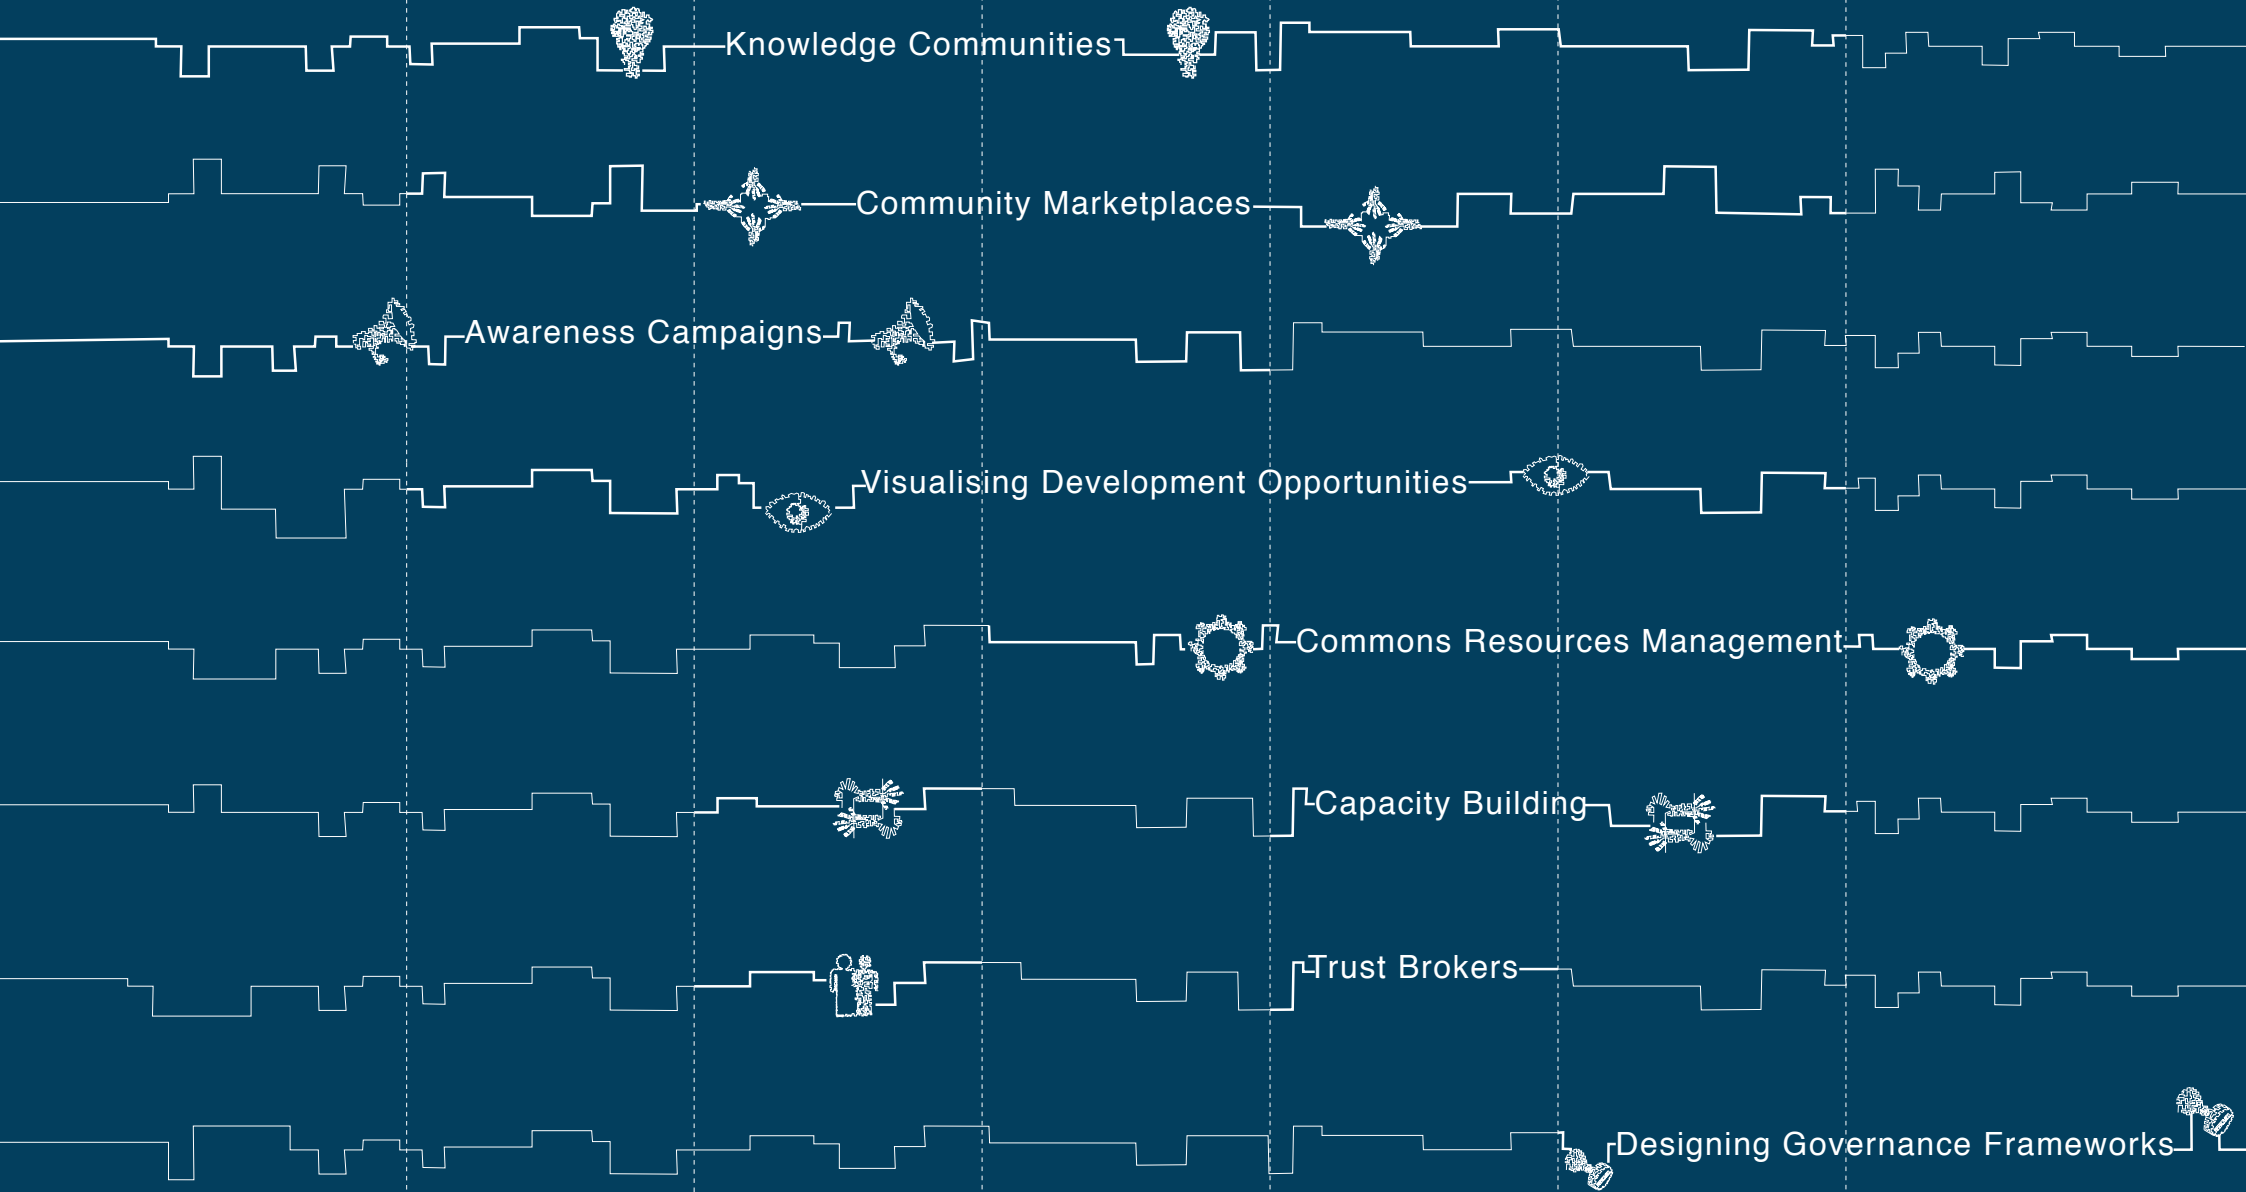 Knowledge Communities
Community Marketplaces
Awareness Campaigns
Visualising Development Opportunities
Commons Resources Management
Capacity Building
Trust Brokers
Designing Governance Frameworks